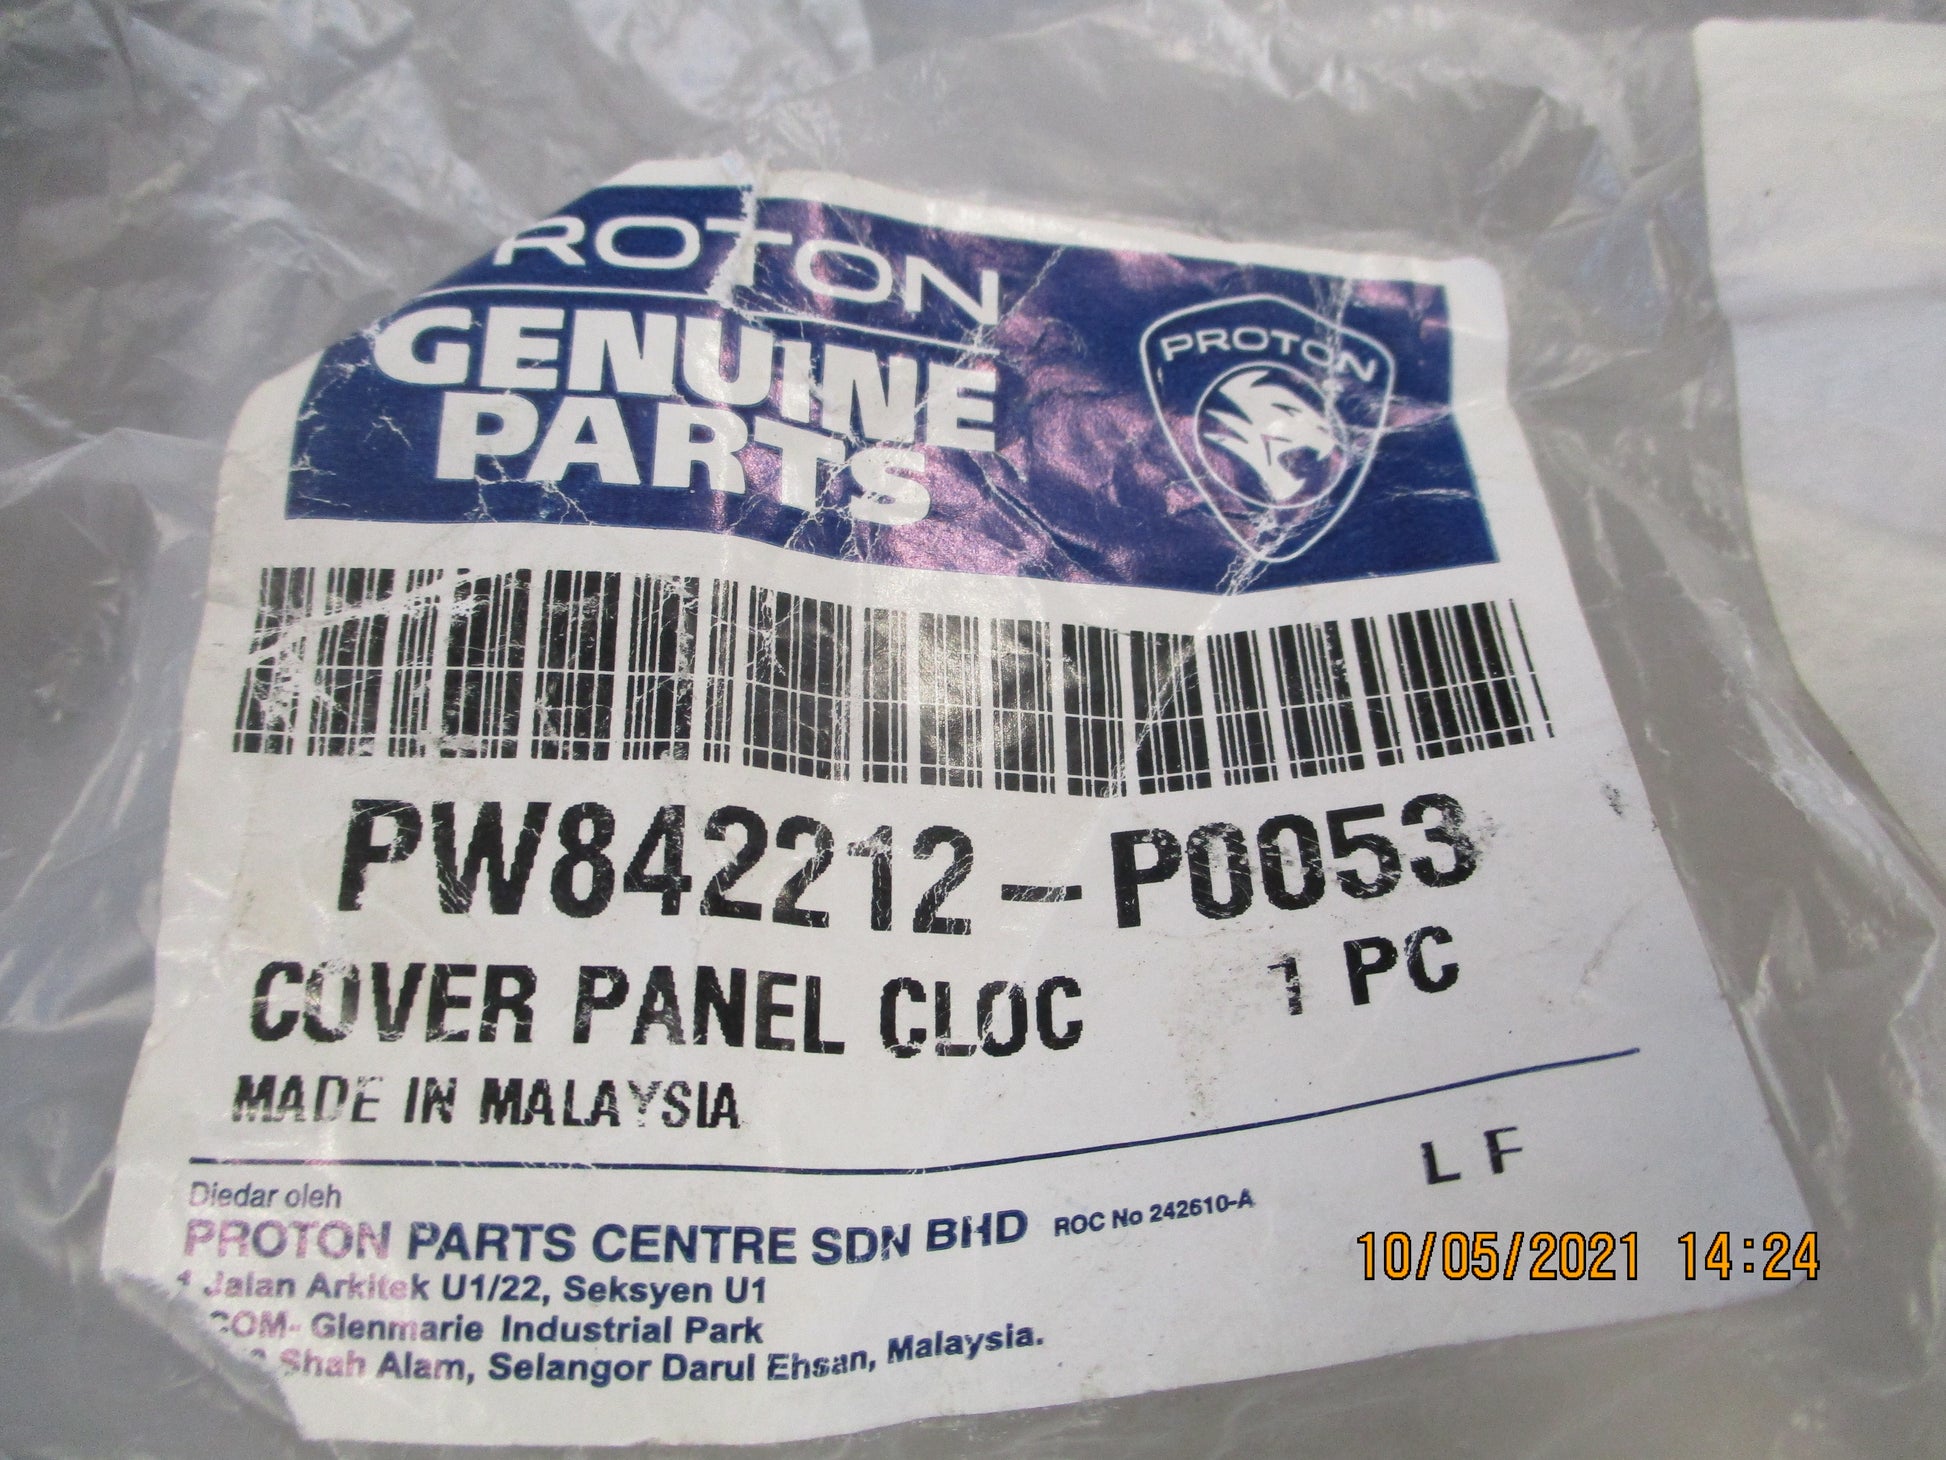 ROTON
GENUINE
PARTS
PROTON
PW842212-P0053
COVER PANEL CLOC 1 PC
MADE IN MALAYSIA
L F
Diedar oleh
PROTON PARTS CENTRE SDN BHD ROC No 242610-A
Jalan Arkitek U1/22, Seksyen U1
COM- Glenmarie Industrial Park
Shah Alam, Selangor Darul Ehsan, Malaysia.
10/05/2021 14:24